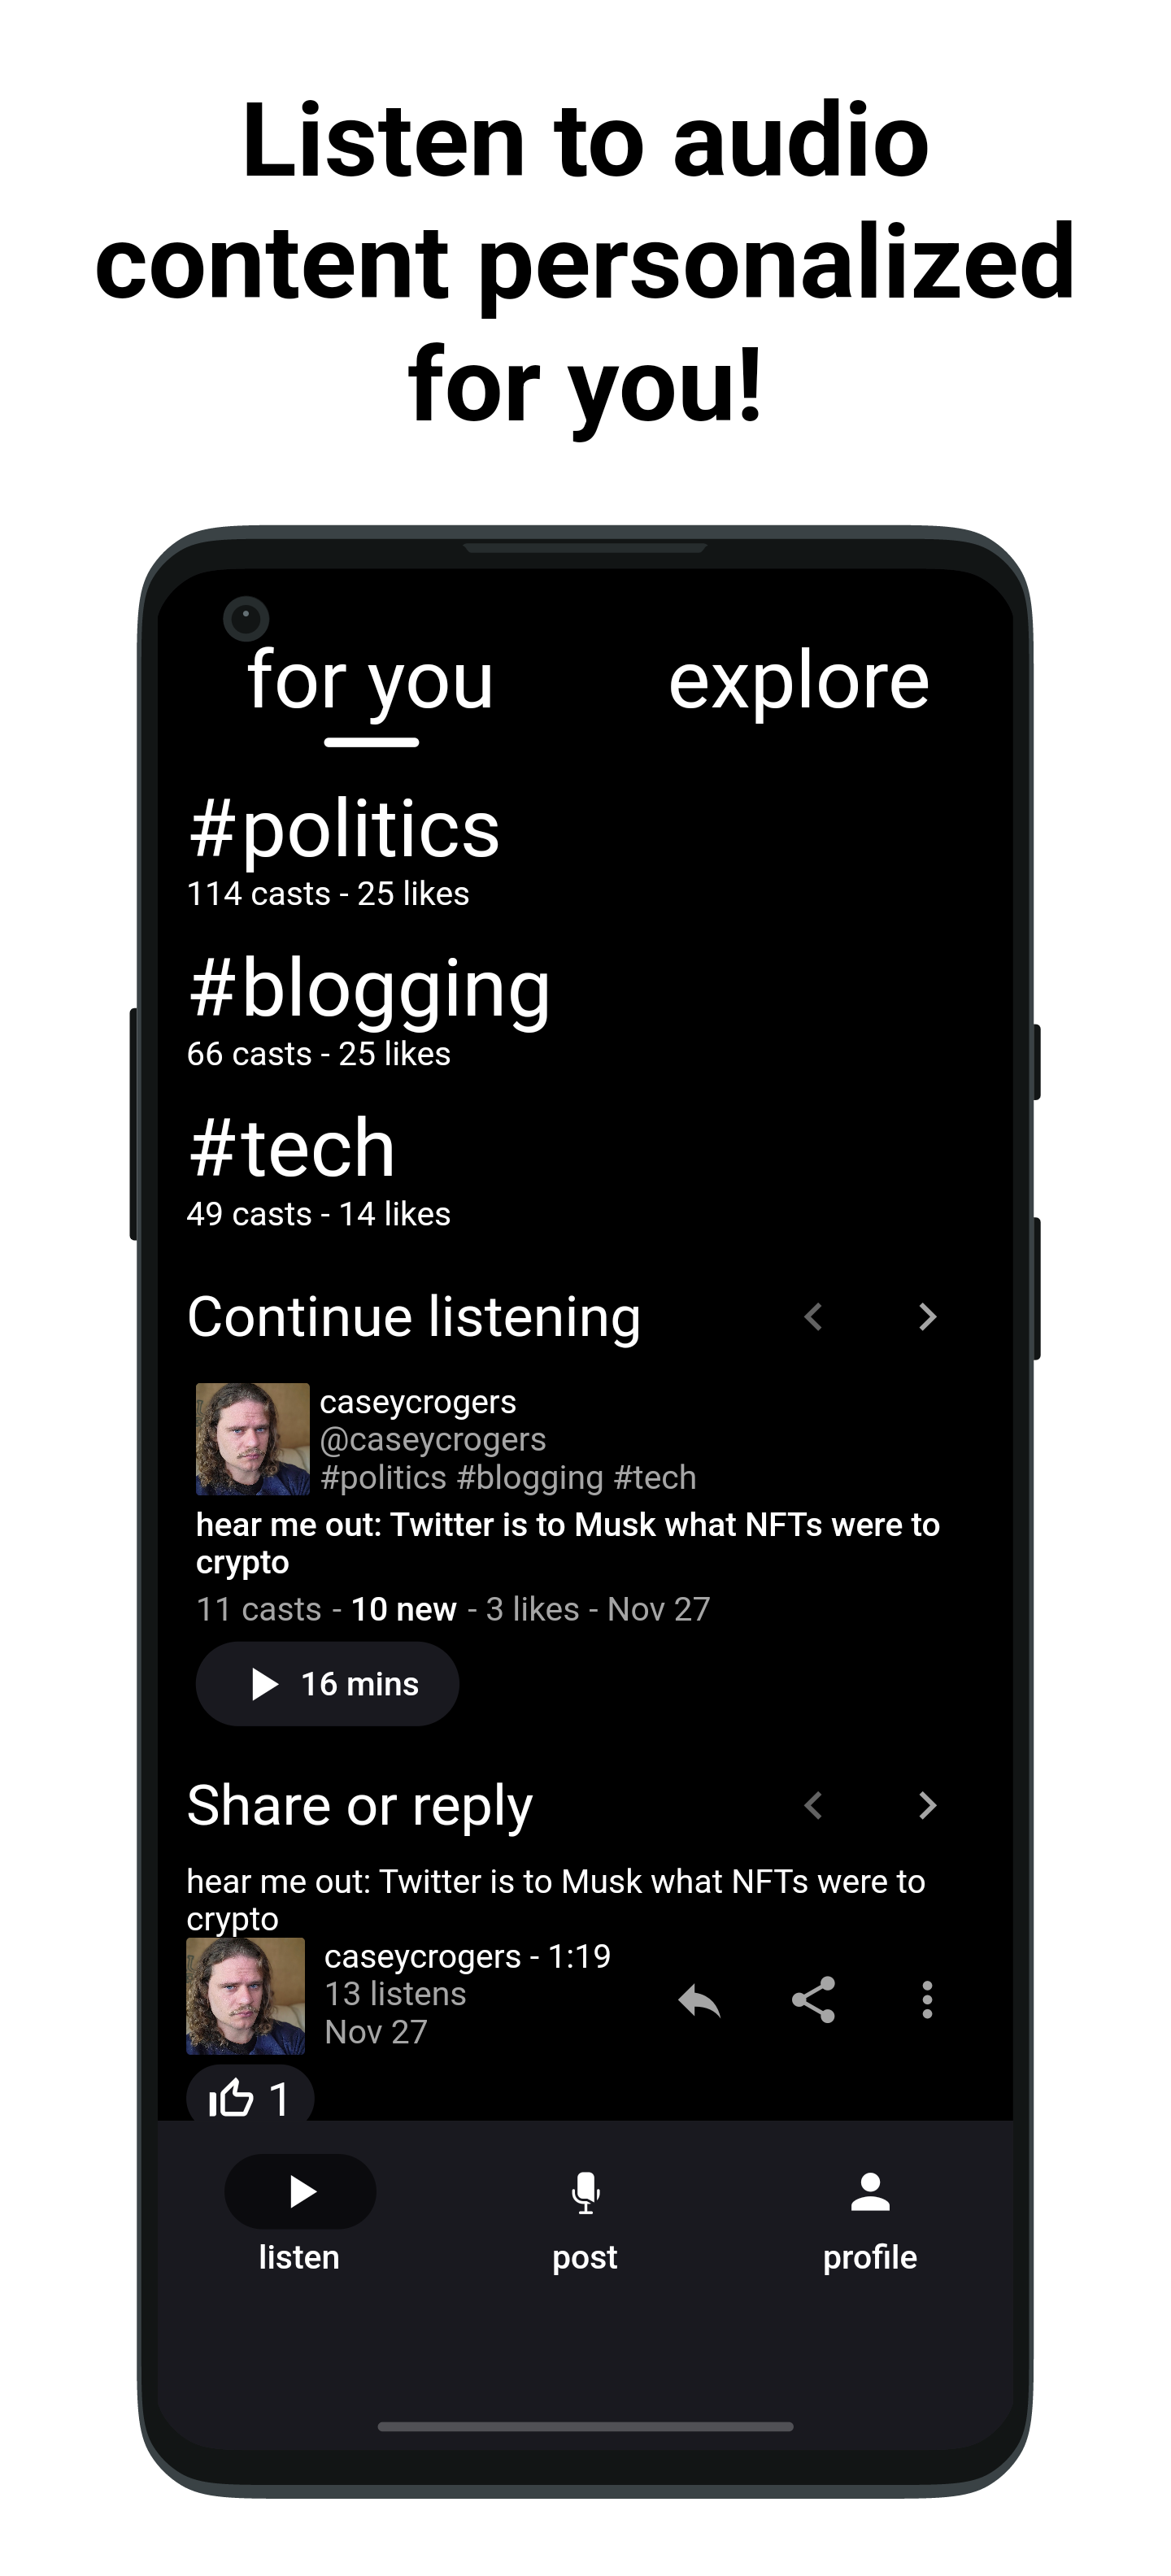 Listen to audio
content personalized
for you!
for you
explore
#politics
114 casts - 25 likes
#blogging
66 casts - 25 likes
#tech
49 casts - 14 likes
Continue listening
caseycrogers
@caseycrogers
#politics #blogging #tech
hear me out: Twitter is to Musk what NFTs were to
crypto
11 casts - 10 new - 3 likes - Nov 27
16 mins
Share or reply
hear me out: Twitter is to Musk what NFTs were to
crypto
caseycrogers - 1:19
13 listens
Nov 27
1
listen
post
profile